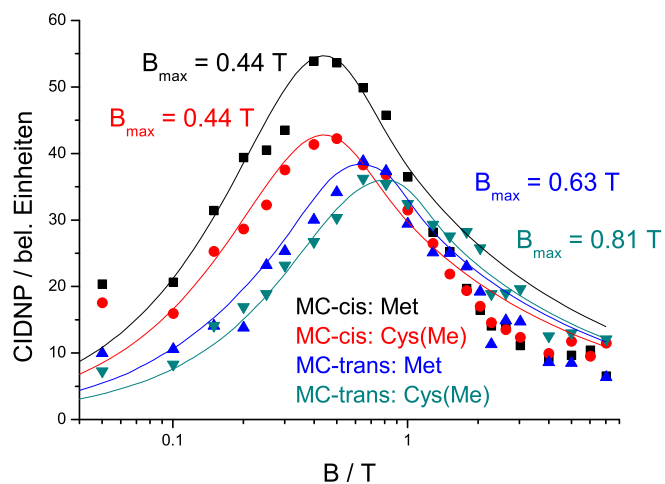 60
50
40
30
20
10
0
CIDNP / bel. Einheiten
B_max = 0.44 T
B_max = 0.44 T
B_max = 0.63 T
B_max = 0.81 T
MC-cis: Met
MC-cis: Cys(Me)
MC-trans: Met
MC-trans: Cys(Me)
0.1
1
B / T